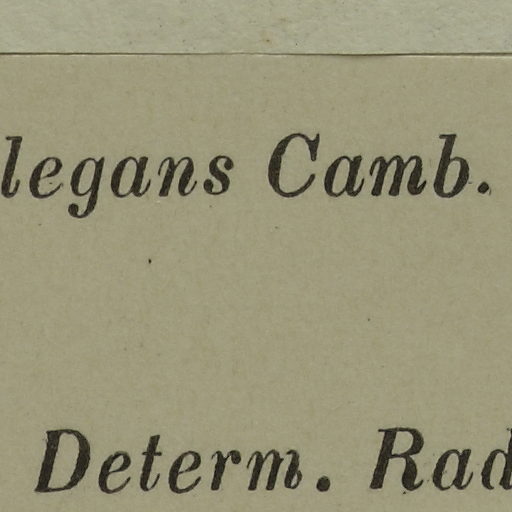 legans Camb.
Determ. Rad